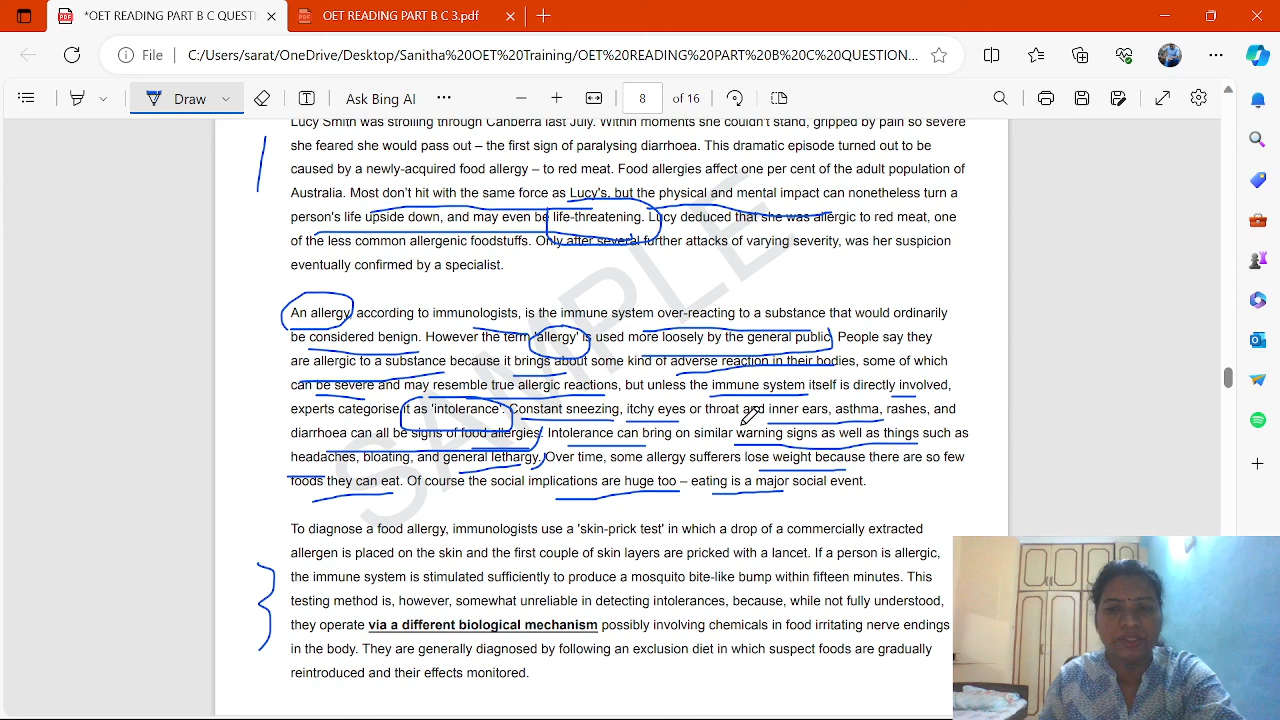 *OET READING PART B C QUESTI
OET READING PART B C 3.pdf
File
C:/Users/sarat/OneDrive/Desktop/Sanitha%20OET%20Training/OET%20READING%20PART%20B%20C%20QUESTION...
Draw
Ask Bing AI
8 of 16
Lucy Smith was strolling through Canberra last July. Within moments she couldn't stand, gripped by pain so severe
she feared she would pass out – the first sign of paralysing diarrhoea. This dramatic episode turned out to be
caused by a newly-acquired food allergy – to red meat. Food allergies affect one per cent of the adult population of
Australia. Most don't hit with the same force as Lucy's, but the physical and mental impact can nonetheless turn a
person's life upside down, and may even be life-threatening. Lucy deduced that she was allergic to red meat, one
of the less common allergenic foodstuffs. Only after several further attacks of varying severity, was her suspicion
eventually confirmed by a specialist.
An allergy, according to immunologists, is the immune system over-reacting to a substance that would ordinarily
be considered benign. However the term 'allergy' is used more loosely by the general public. People say they
are allergic to a substance because it brings about some kind of adverse reaction in their bodies, some of which
can be severe and may resemble true allergic reactions, but unless the immune system itself is directly involved,
experts categorise it as 'intolerance'. Constant sneezing, itchy eyes or throat and inner ears, asthma, rashes, and
diarrhoea can all be signs of food allergies. Intolerance can bring on similar warning signs as well as things such as
headaches, bloating, and general lethargy. Over time, some allergy sufferers lose weight because there are so few
foods they can eat. Of course the social implications are huge too – eating is a major social event.
To diagnose a food allergy, immunologists use a 'skin-prick test' in which a drop of a commercially extracted
allergen is placed on the skin and the first couple of skin layers are pricked with a lancet. If a person is allergic,
the immune system is stimulated sufficiently to produce a mosquito bite-like bump within fifteen minutes. This
testing method is, however, somewhat unreliable in detecting intolerances, because, while not fully understood,
they operate via a different biological mechanism possibly involving chemicals in food irritating nerve endings
in the body. They are generally diagnosed by following an exclusion diet in which suspect foods are gradually
reintroduced and their effects monitored.
SAMPLE